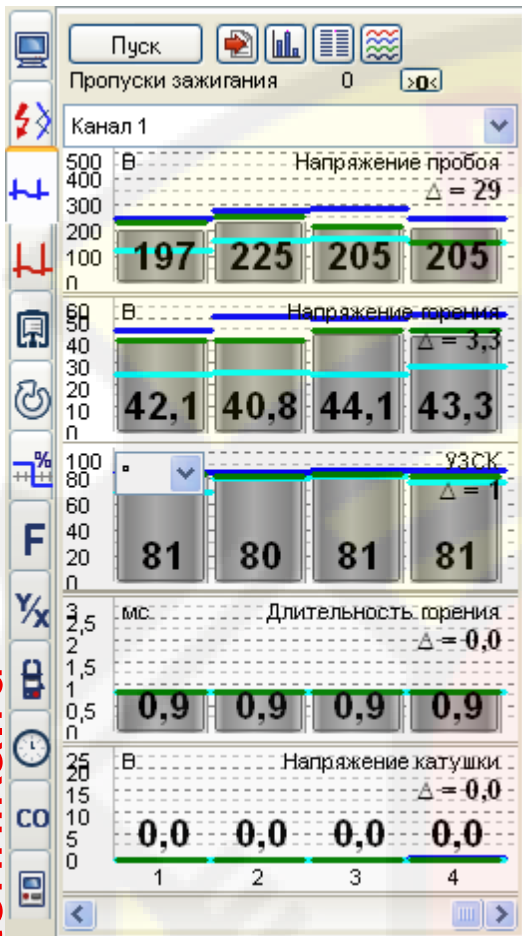 Пуск
Пропуски зажигания 0 >0<
Канал 1
500 В Напряжение пробоя
400 Δ = 29
300
200
100 197 225 205 205
0
60 В Напряжение горения
50
40 Δ = 3,3
30
20
10 42,1 40,8 44,1 43,3
0
100 ° УЗСК
80 Δ = 1
60
40
20 81 80 81 81
0
3 мс Длительность горения
2,5
2 Δ = 0,0
1,5
1
0,5 0,9 0,9 0,9 0,9
0
25 В Напряжение катушки
20
15 Δ = 0,0
10
5 0,0 0,0 0,0 0,0
0
1 2 3 4
%
F
Y/X
CO